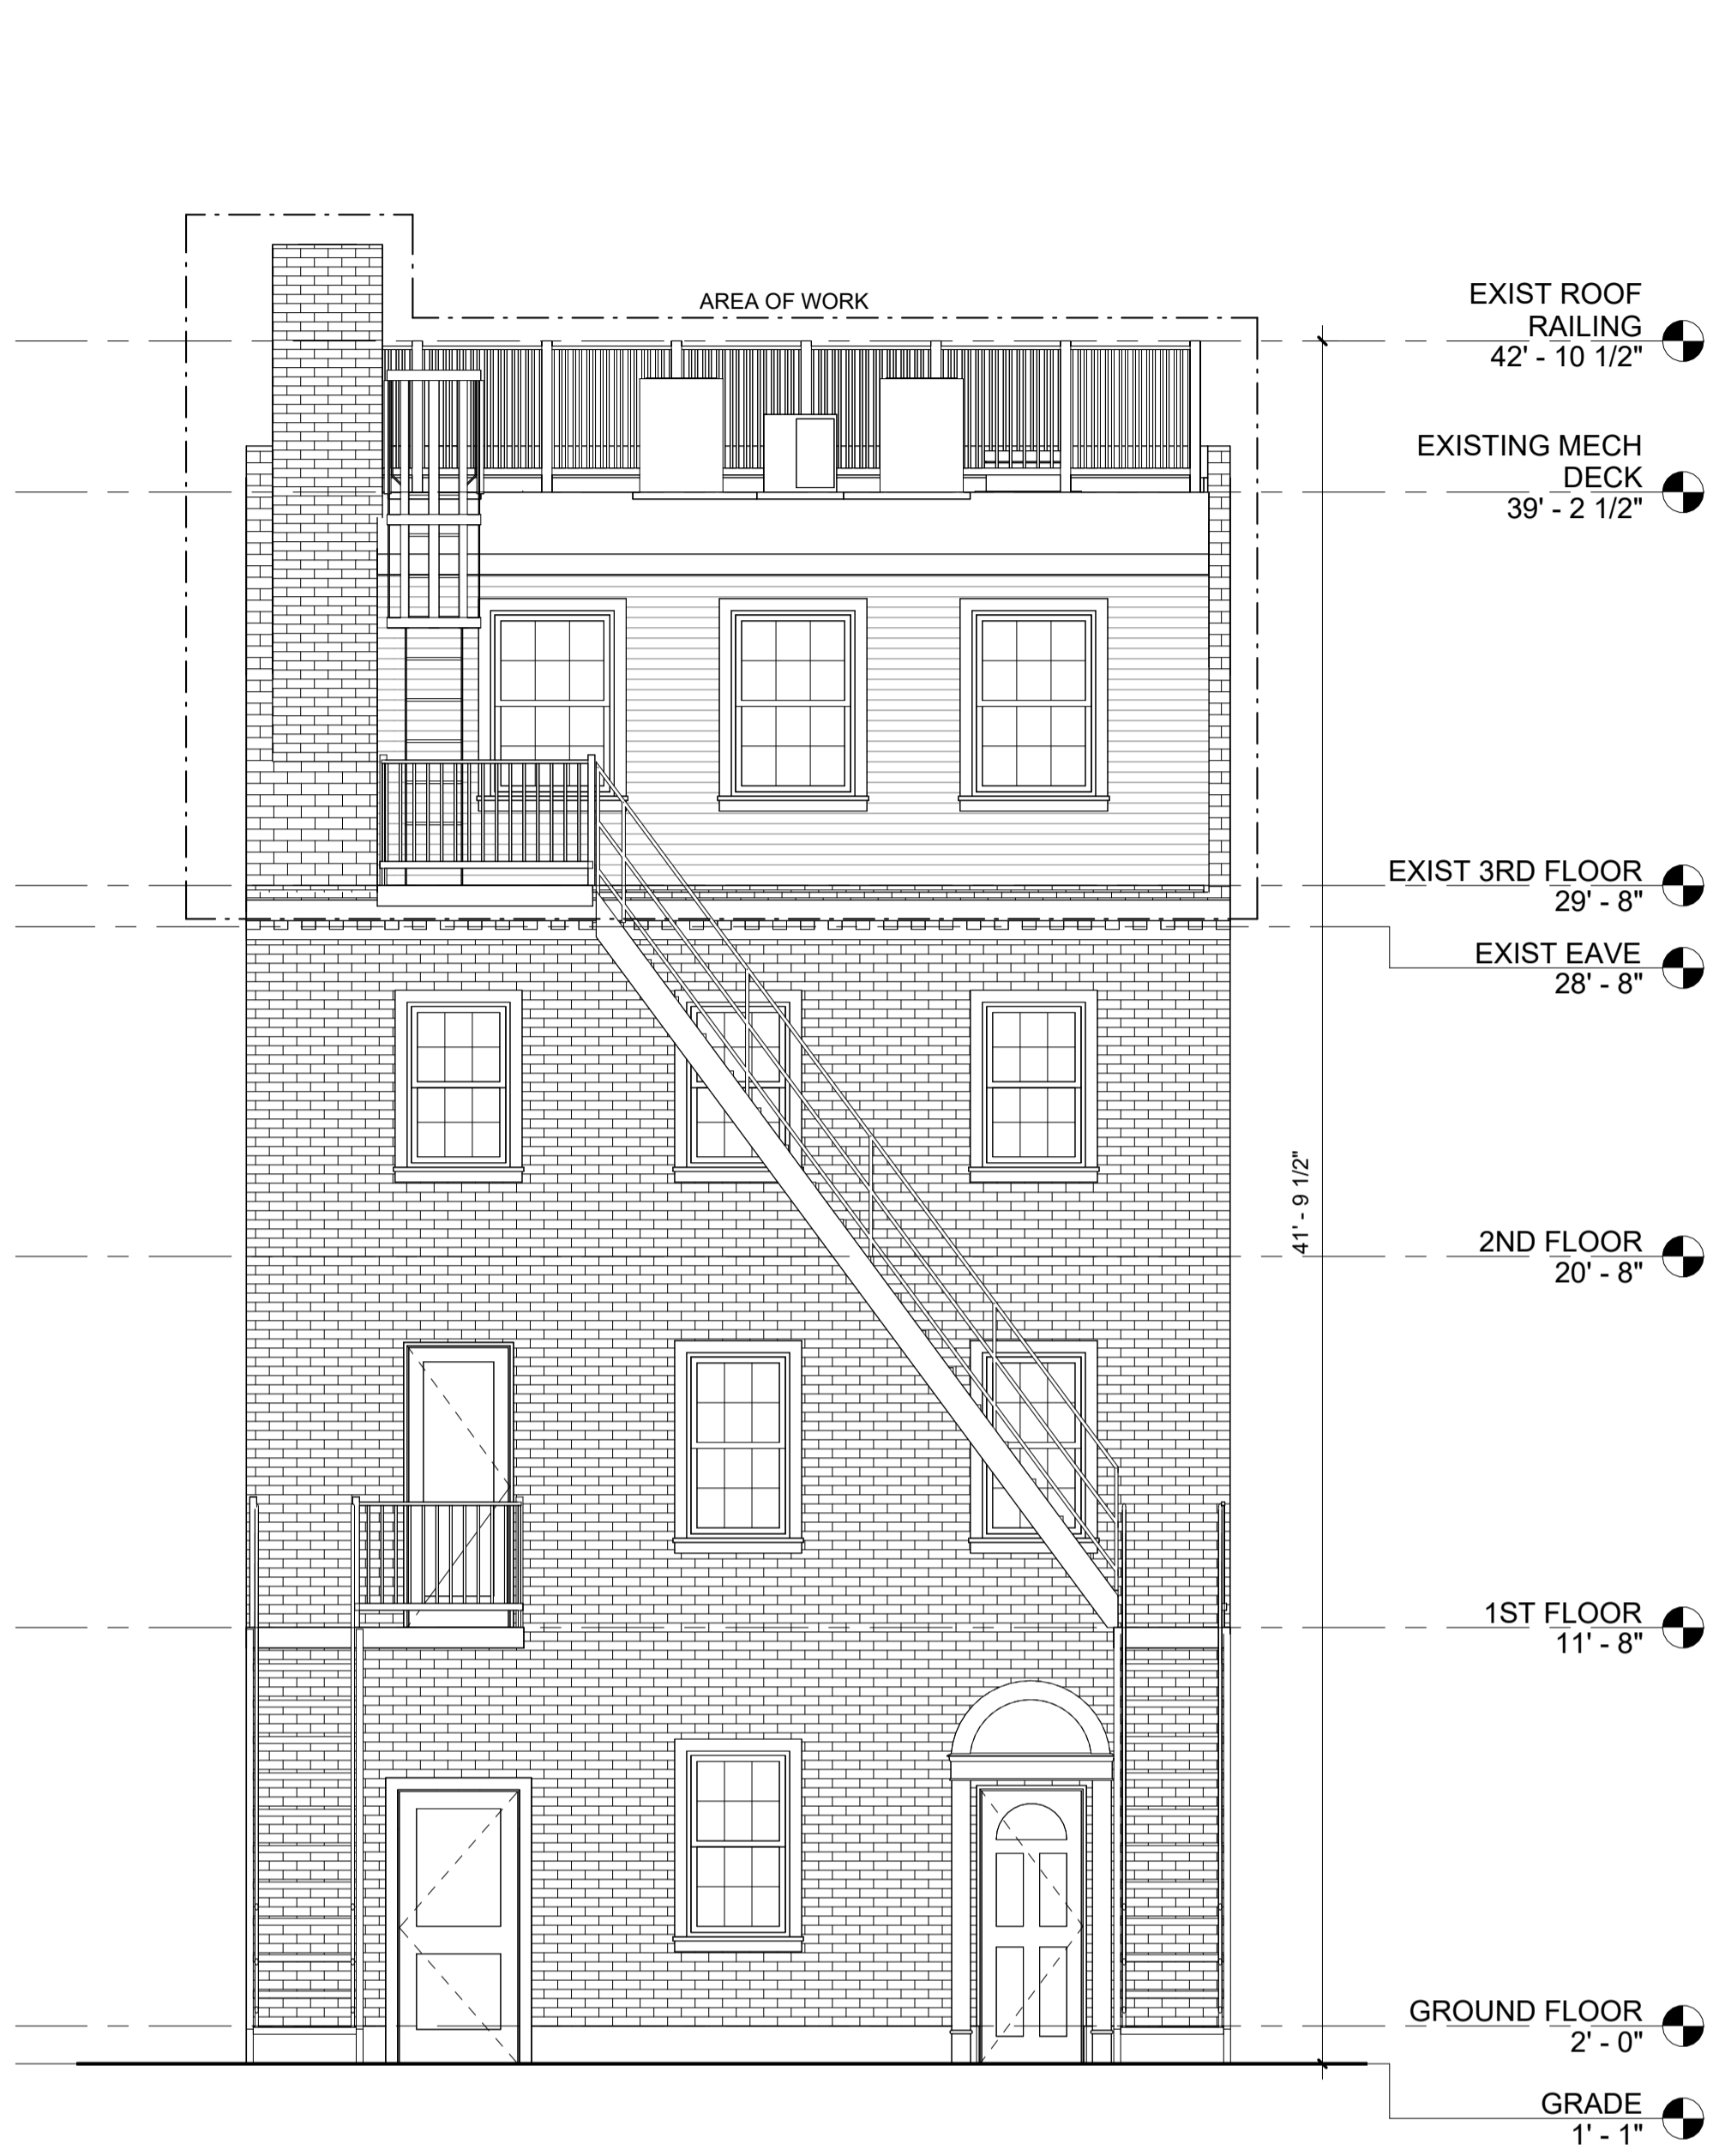 AREA OF WORK
EXIST ROOF
RAILING
42' - 10 1/2"
EXISTING MECH
DECK
39' - 2 1/2"
EXIST 3RD FLOOR
29' - 8"
EXIST EAVE
28' - 8"
41' - 9 1/2"
2ND FLOOR
20' - 8"
1ST FLOOR
11' - 8"
GROUND FLOOR
2' - 0"
GRADE
1' - 1"